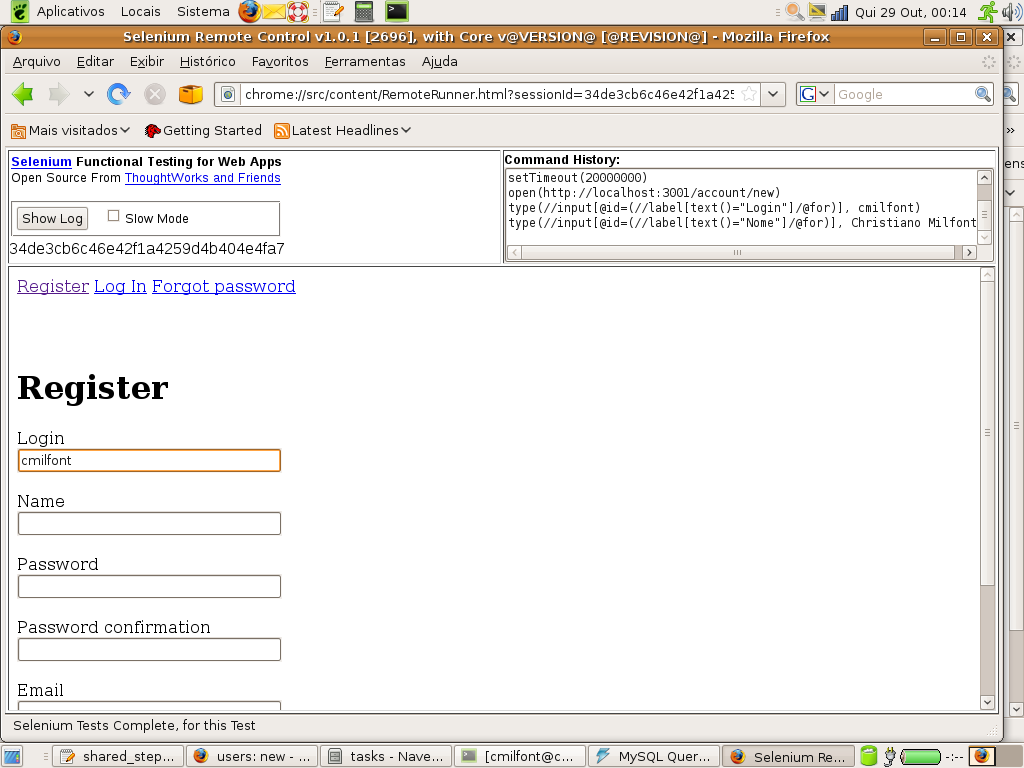 Aplicativos Locais Sistema Qui 29 Out, 00:14
Selenium Remote Control v1.0.1 [2696], with Core v@VERSION@ [@REVISION@] - Mozilla Firefox
Arquivo Editar Exibir Histórico Favoritos Ferramentas Ajuda
chrome://src/content/RemoteRunner.html?sessionId=34de3cb6c46e42f1a425 G Google
Mais visitados Getting Started Latest Headlines »
Selenium Functional Testing for Web Apps
Open Source From ThoughtWorks and Friends
Show Log Slow Mode
34de3cb6c46e42f1a4259d4b404e4fa7
Command History:
setTimeout(20000000)
open(http://localhost:3001/account/new)
type(//input[@id=(//label[text()="Login"]/@for)], cmilfont)
type(//input[@id=(//label[text()="Nome"]/@for)], Christiano Milfont
ens
Register Log In Forgot password
Register
Login
cmilfont
Name
Password
Password confirmation
Email
Selenium Tests Complete, for this Test
shared_step... users: new - ... tasks - Nave... [cmilfont@c... MySQL Quer... Selenium Re... -:--